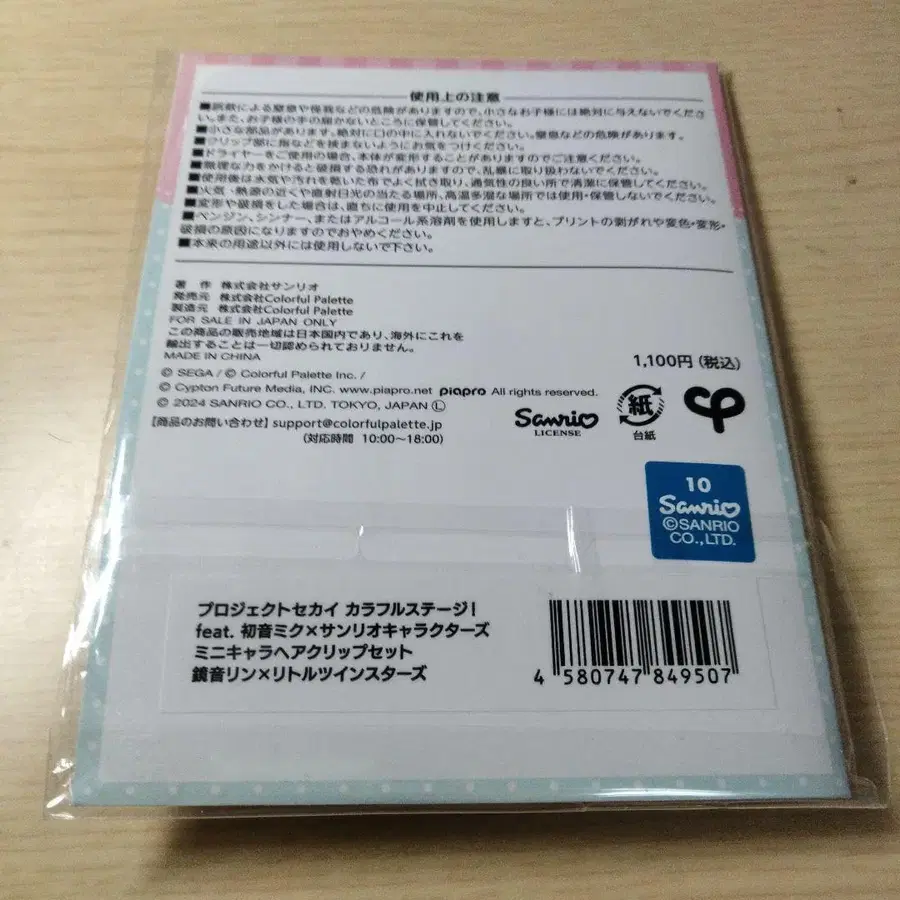 使用上の注意
■誤飲による窒息や怪我などの危険がありますので、小さなお子様には絶対に与えないでくださ
い。また、お子様の手の届かないところに保管してください。
■小さな部品があります。絶対に口の中に入れないでください。窒息などの危険があります。
■クリップ部に指などを挟まないようにお気をつけください。
■ドライヤーをご使用の場合、本体が変形することがありますのでご注意ください。
■無理な力をかけると破損する恐れがありますので、乱暴に取り扱わないでください。
■使用後は水気や汚れを乾いた布でよく拭き取り、通気性の良い所で清潔に保管してください。
■火気・熱源の近くや直射日光の当たる場所、高温多湿な場所では使用・保管しないでください。
■変形や破損をした場合は、直ちに使用を中止してください。
■ベンジン、シンナー、またはアルコール系溶剤を使用しますと、プリントの剥がれや変色・変形・
破損の原因になりますのでおやめください。
■本来の用途以外には使用しないで下さい。
著 作 株式会社サンリオ
発売元 株式会社Colorful Palette
製造元 株式会社Colorful Palette
FOR SALE IN JAPAN ONLY
この商品の販売地域は日本国内であり、海外にこれを
輸出することは一切認められておりません。
MADE IN CHINA
1,100円(税込)
© SEGA / © Colorful Palette Inc. /
© Cypton Future Media, INC. www.piapro.net piapro All rights reserved.
© 2024 SANRIO CO., LTD. TOKYO, JAPAN Ⓛ
【商品のお問い合わせ】support@colorfulpalette.jp
(対応時間 10:00〜18:00)
Sanrio
LICENSE
紙
台紙
10
Sanrio
©SANRIO
CO.,LTD.
プロジェクトセカイ カラフルステージ!
feat. 初音ミク×サンリオキャラクターズ
ミニキャラヘアクリップセット
鏡音リン×リトルツインスターズ
4 580747 849507